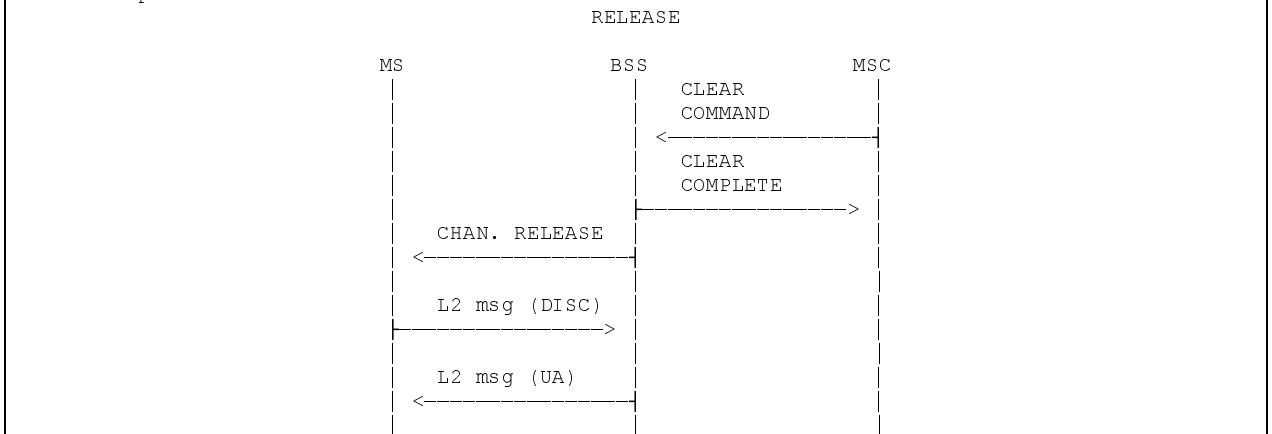 RELEASE
MS BSS MSC
CLEAR
COMMAND
CLEAR
COMPLETE
CHAN. RELEASE
L2 msg (DISC)
L2 msg (UA)